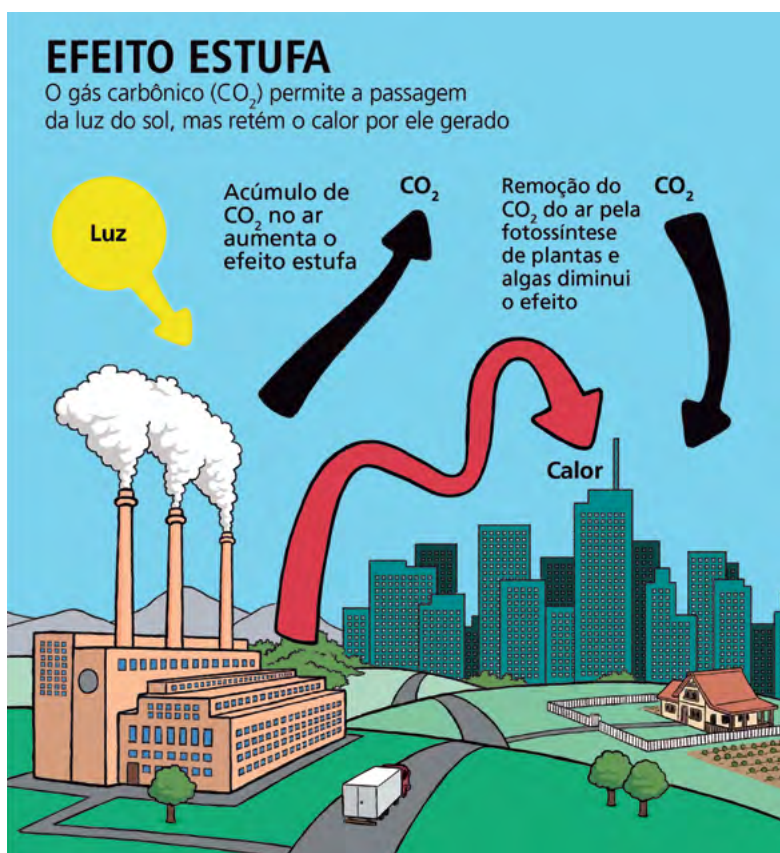 EFEITO ESTUFA
O gás carbônico (CO₂) permite a passagem
da luz do sol, mas retém o calor por ele gerado
Luz
Acúmulo de
CO₂ no ar
aumenta o
efeito estufa
CO₂
Remoção do
CO₂ do ar pela
fotossíntese
de plantas e
algas diminui
o efeito
CO₂
Calor